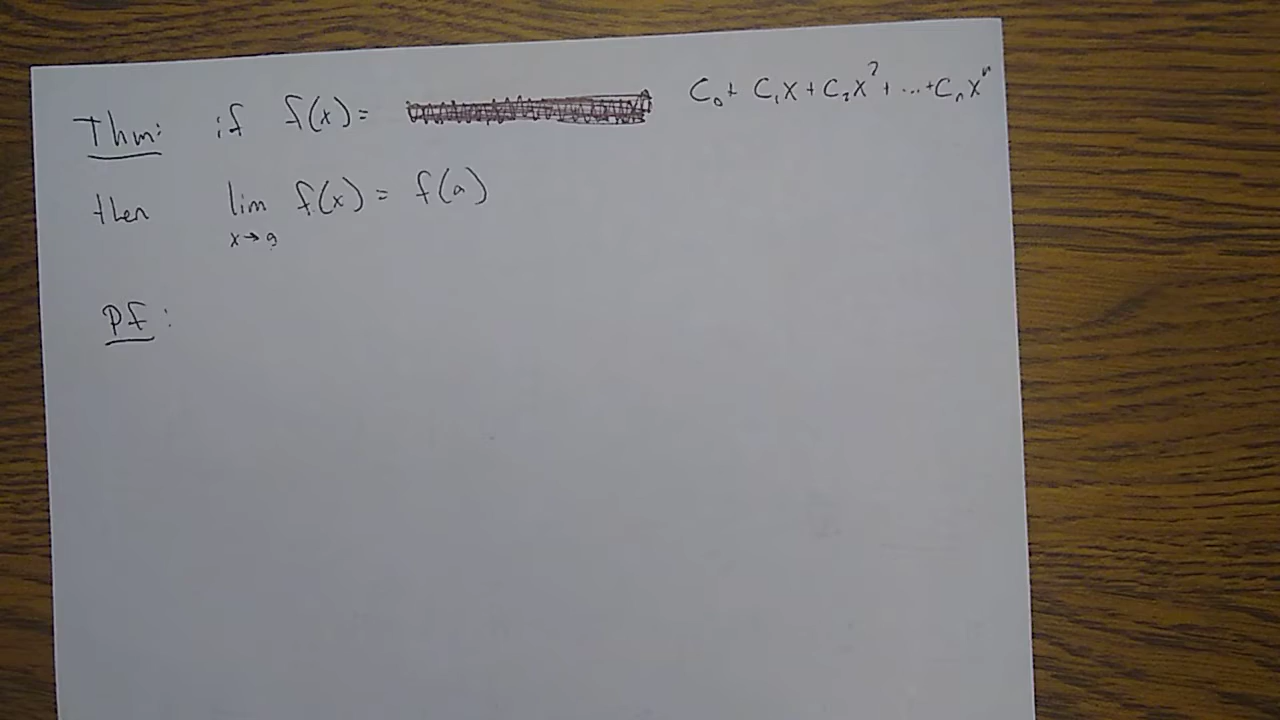 Thm: if f(x) = C₀ + C₁x + C₂x² + ... + Cₙxⁿ
then lim f(x) = f(a)
x→a
Pf: